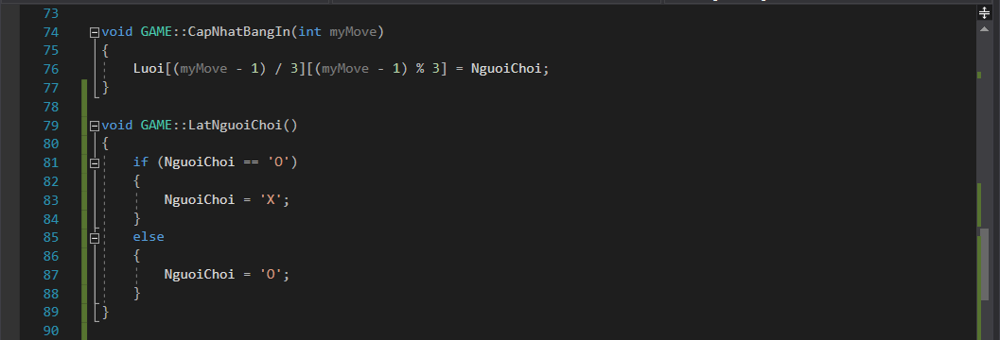 73
74 void GAME::CapNhatBangIn(int myMove)
75 {
76 Luoi[(myMove - 1) / 3][(myMove - 1) % 3] = NguoiChoi;
77 }
78
79 void GAME::LatNguoiChoi()
80 {
81 if (NguoiChoi == 'O')
82 {
83 NguoiChoi = 'X';
84 }
85 else
86 {
87 NguoiChoi = 'O';
88 }
89 }
90